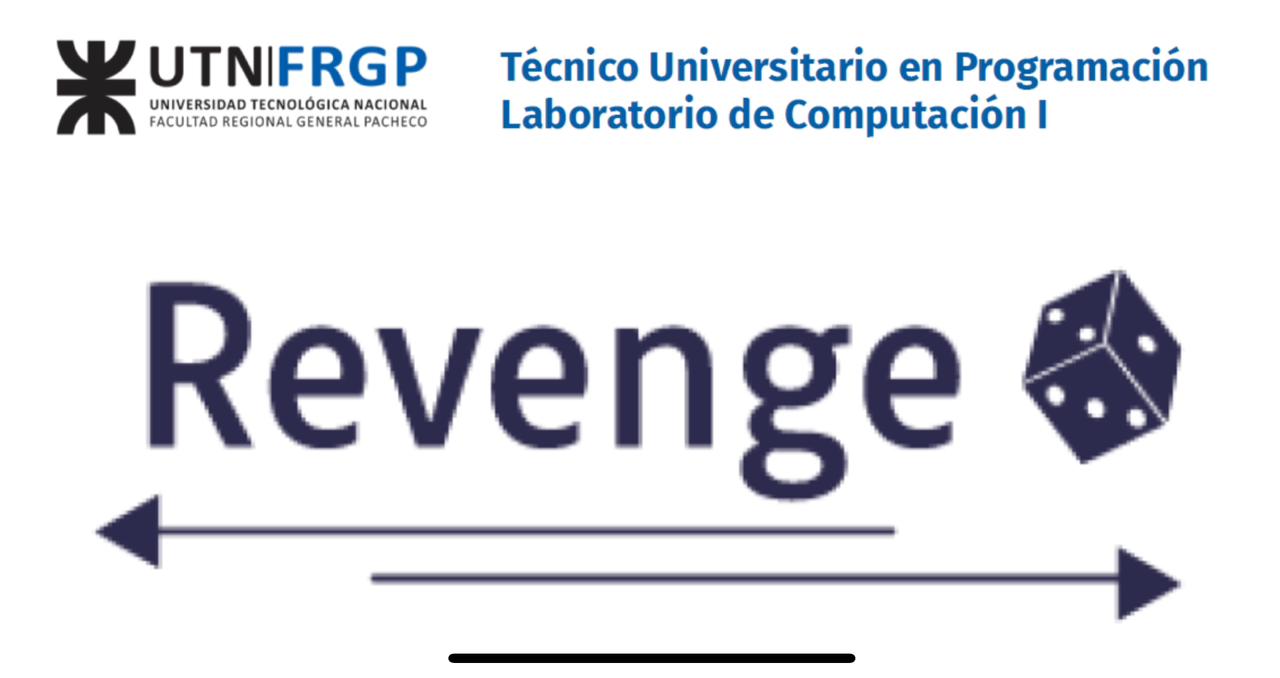 UTN|FRGP
UNIVERSIDAD TECNOLÓGICA NACIONAL
FACULTAD REGIONAL GENERAL PACHECO
Técnico Universitario en Programación
Laboratorio de Computación I
Revenge